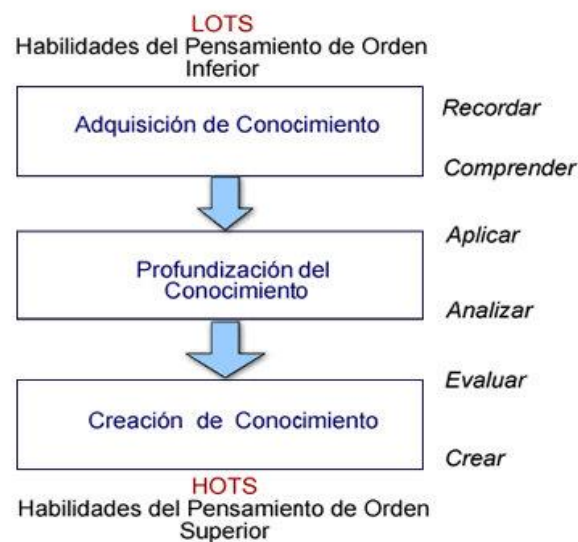 LOTS
Habilidades del Pensamiento de Orden
Inferior
Adquisición de Conocimiento
Recordar
Comprender
Profundización del
Conocimiento
Aplicar
Analizar
Creación de Conocimiento
Evaluar
Crear
HOTS
Habilidades del Pensamiento de Orden
Superior